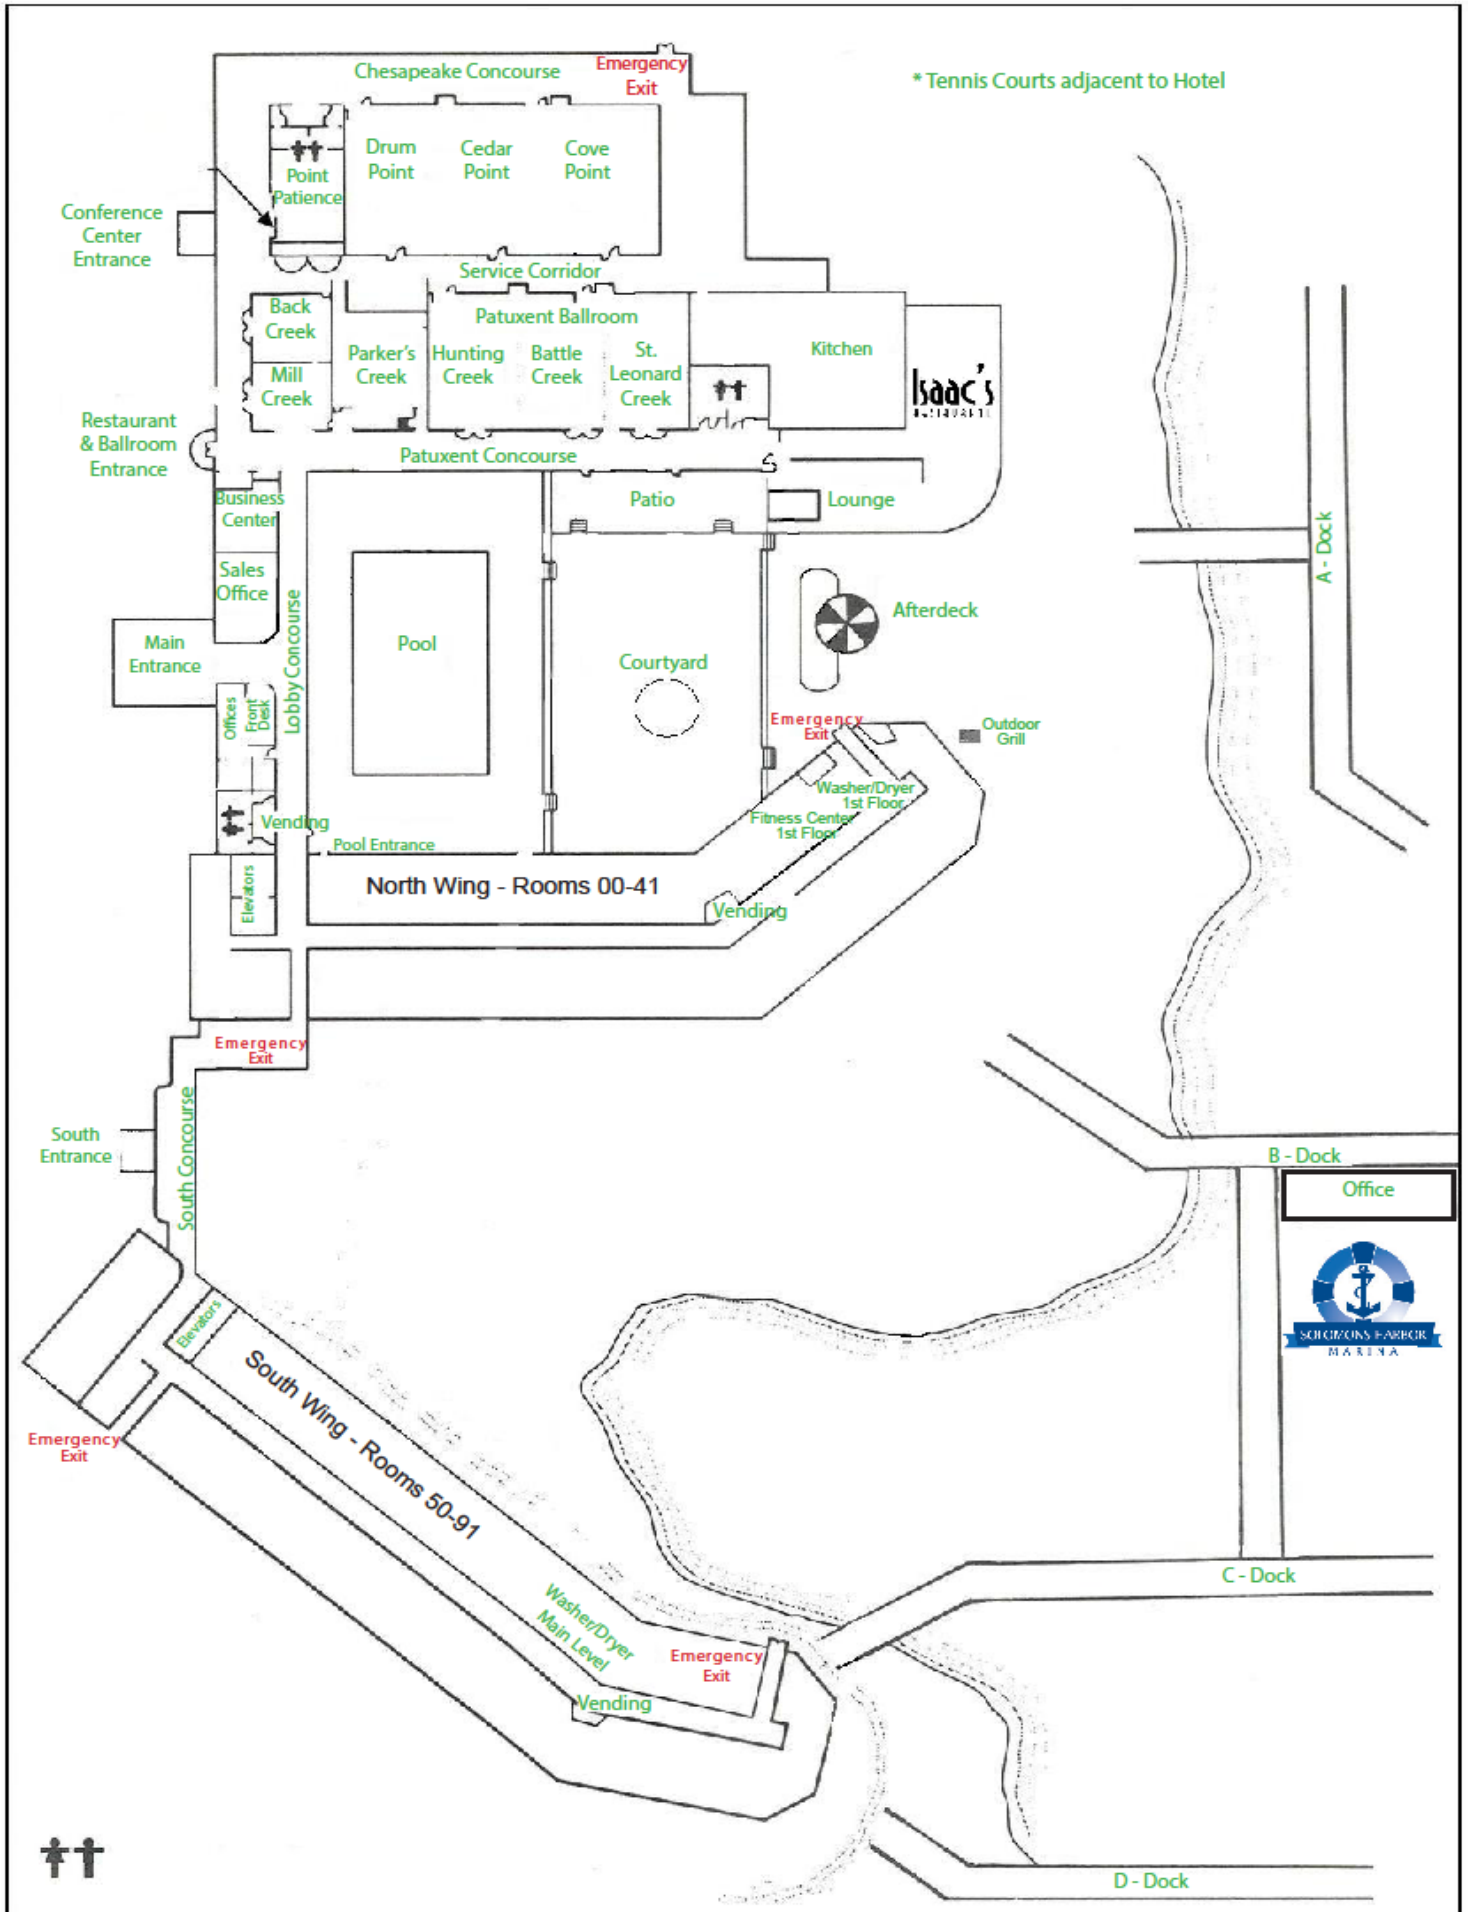 Chesapeake Concourse
Emergency
Exit
* Tennis Courts adjacent to Hotel
Drum
Point
Cedar
Point
Cove
Point
Point
Patience
Conference
Center
Entrance
Service Corridor
Back
Creek
Patuxent Ballroom
Parker's
Creek
Hunting
Creek
Battle
Creek
St.
Leonard
Creek
Kitchen
Mill
Creek
Isaac's
Restaurant
& Ballroom
Entrance
Patuxent Concourse
Business
Center
Patio
Lounge
A - Dock
Sales
Office
Afterdeck
Main
Entrance
Lobby Concourse
Pool
Courtyard
Offices
Front
Desk
Emergency
Exit
Outdoor
Grill
Washer/Dryer
1st Floor
Fitness Center
1st Floor
Vending
Pool Entrance
Elevators
North Wing - Rooms 00-41
Vending
Emergency
Exit
South Concourse
South
Entrance
B - Dock
Office
SOLOMONS HARBOR
MARINA
Elevators
South Wing - Rooms 50-91
Emergency
Exit
C - Dock
Washer/Dryer
Main Level
Emergency
Exit
Vending
D - Dock